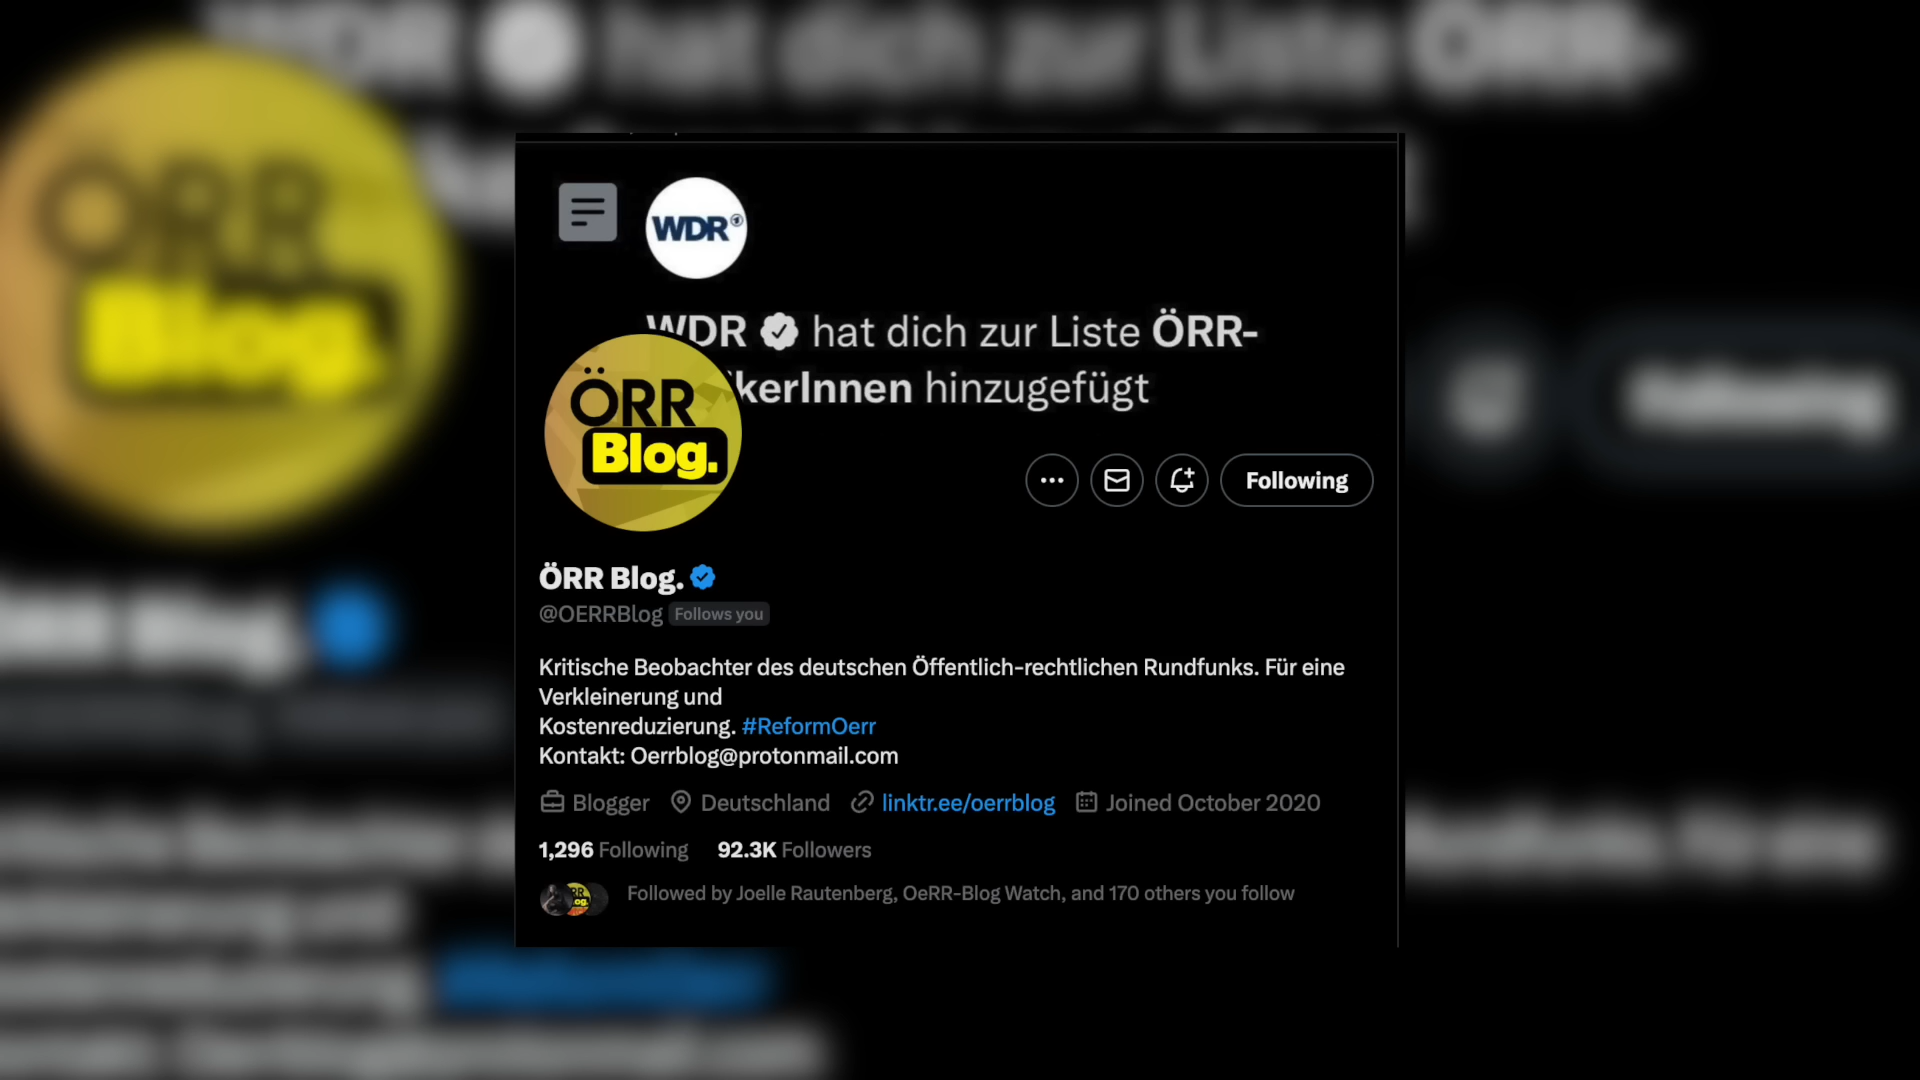 WDR
WDR hat dich zur Liste ÖRR-
kerInnen hinzugefügt
ÖRR
Blog.
Following
ÖRR Blog.
@OERRBlog Follows you
Kritische Beobachter des deutschen Öffentlich-rechtlichen Rundfunks. Für eine
Verkleinerung und
Kostenreduzierung. #ReformOerr
Kontakt: Oerrblog@protonmail.com
Blogger Deutschland linktr.ee/oerrblog Joined October 2020
1,296 Following 92.3K Followers
Followed by Joelle Rautenberg, OeRR-Blog Watch, and 170 others you follow